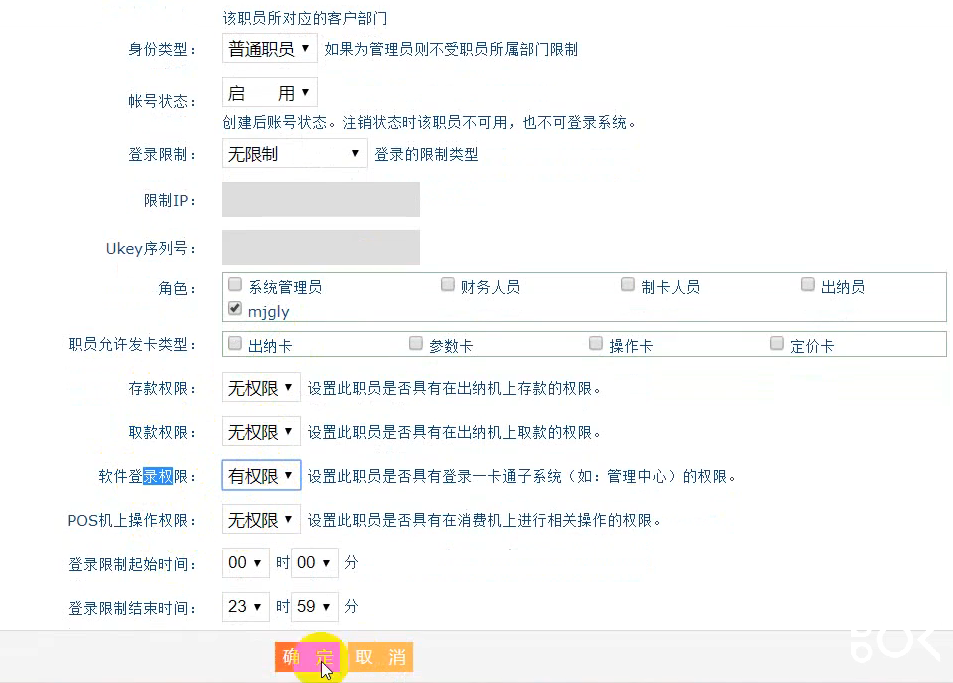 该职员所对应的客户部门
身份类型： 普通职员 如果为管理员则不受职员所属部门限制
帐号状态： 启 用
创建后账号状态。注销状态时该职员不可用，也不可登录系统。
登录限制： 无限制 登录的限制类型
限制IP：
Ukey序列号：
角色： 系统管理员 财务人员 制卡人员 出纳员
mjgly
职员允许发卡类型： 出纳卡 参数卡 操作卡 定价卡
存款权限： 无权限 设置此职员是否具有在出纳机上存款的权限。
取款权限： 无权限 设置此职员是否具有在出纳机上取款的权限。
软件登录权限： 有权限 设置此职员是否具有登录一卡通子系统（如：管理中心）的权限。
POS机上操作权限： 无权限 设置此职员是否具有在消费机上进行相关操作的权限。
登录限制起始时间： 00 时 00 分
登录限制结束时间： 23 时 59 分
确 定 取 消